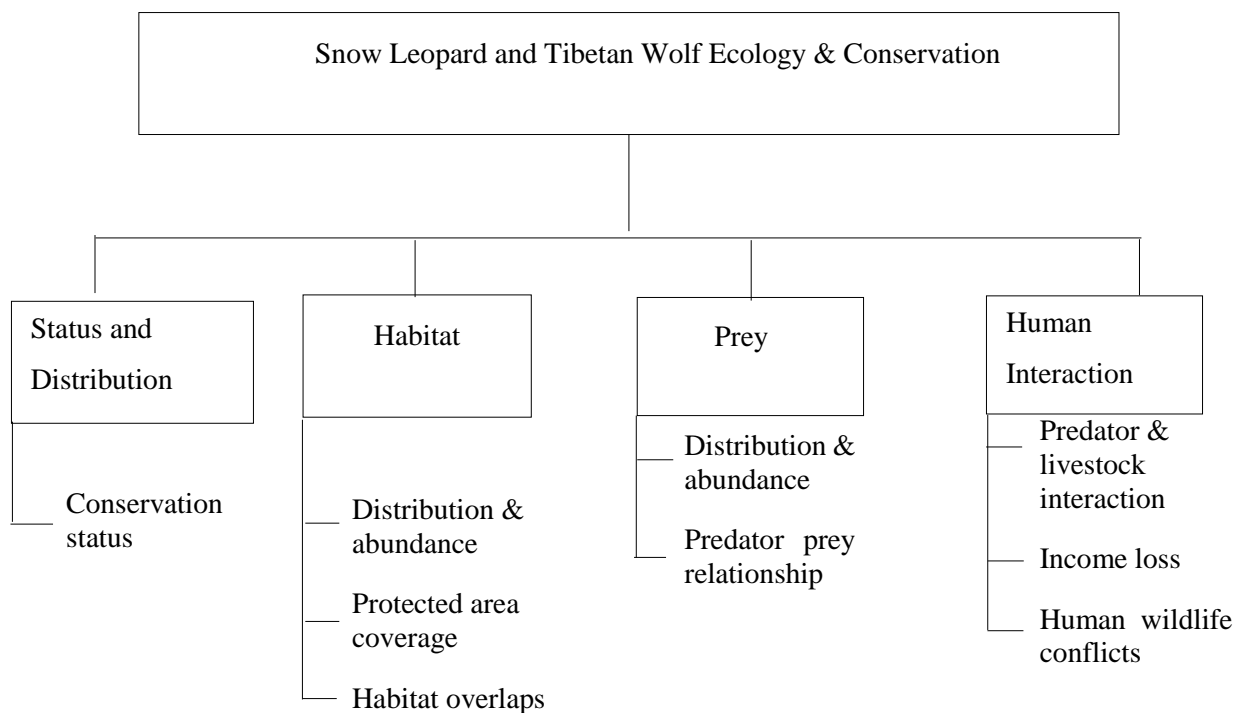 Snow Leopard and Tibetan Wolf Ecology & Conservation
Status and
Distribution
Conservation
status
Habitat
Distribution &
abundance
Protected area
coverage
Habitat overlaps
Prey
Distribution &
abundance
Predator prey
relationship
Human
Interaction
Predator &
livestock
interaction
Income loss
Human wildlife
conflicts